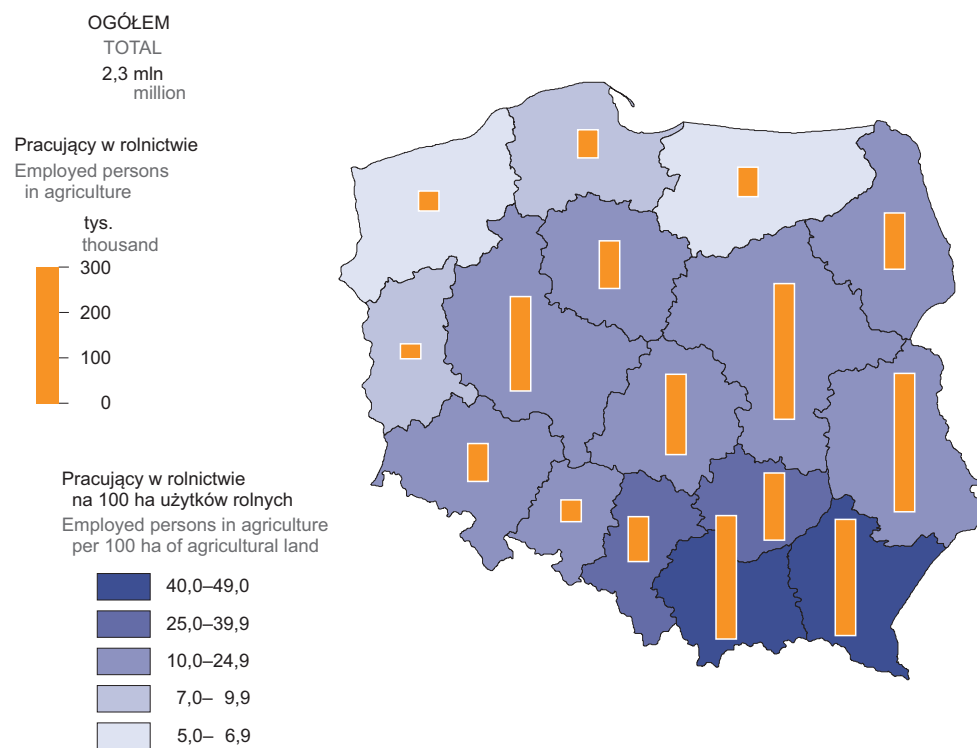 OGÓŁEM
TOTAL
2,3 mln
million
Pracujący w rolnictwie
Employed persons
in agriculture
tys.
thousand
300
200
100
0
Pracujący w rolnictwie
na 100 ha użytków rolnych
Employed persons in agriculture
per 100 ha of agricultural land
40,0–49,0
25,0–39,9
10,0–24,9
7,0– 9,9
5,0– 6,9